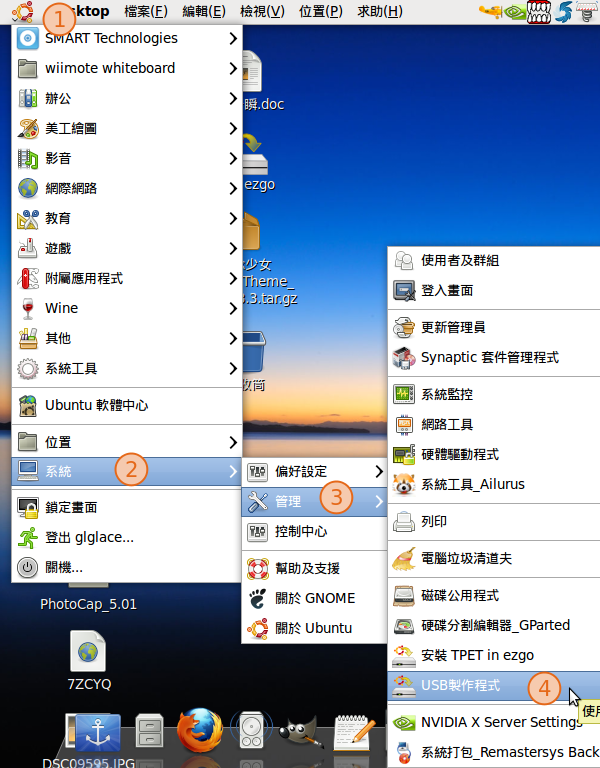 1
sktop 檔案(F) 編輯(E) 檢視(V) 位置(P) 求助(H)
SMART Technologies
wiimote whiteboard
辦公
美工繪圖
影音
網際網路
教育
遊戲
附屬應用程式
Wine
其他
系統工具
Ubuntu 軟體中心
位置
系統 2
鎖定畫面
登出 glglace...
關機...
瞬.doc
ezgo
少女
Theme_
.3.tar.gz
收筒
偏好設定
管理 3
控制中心
幫助及支援
關於 GNOME
關於 Ubuntu
使用者及群組
登入畫面
更新管理員
Synaptic 套件管理程式
系統監控
網路工具
硬體驅動程式
系統工具_Ailurus
列印
電腦垃圾清道夫
磁碟公用程式
硬碟分割編輯器_GParted
安裝 TPET in ezgo
USB製作程式 4
使用
NVIDIA X Server Settings
系統打包_Remastersys Back
PhotoCap_5.01
7ZCYQ
DSC09595.JPG